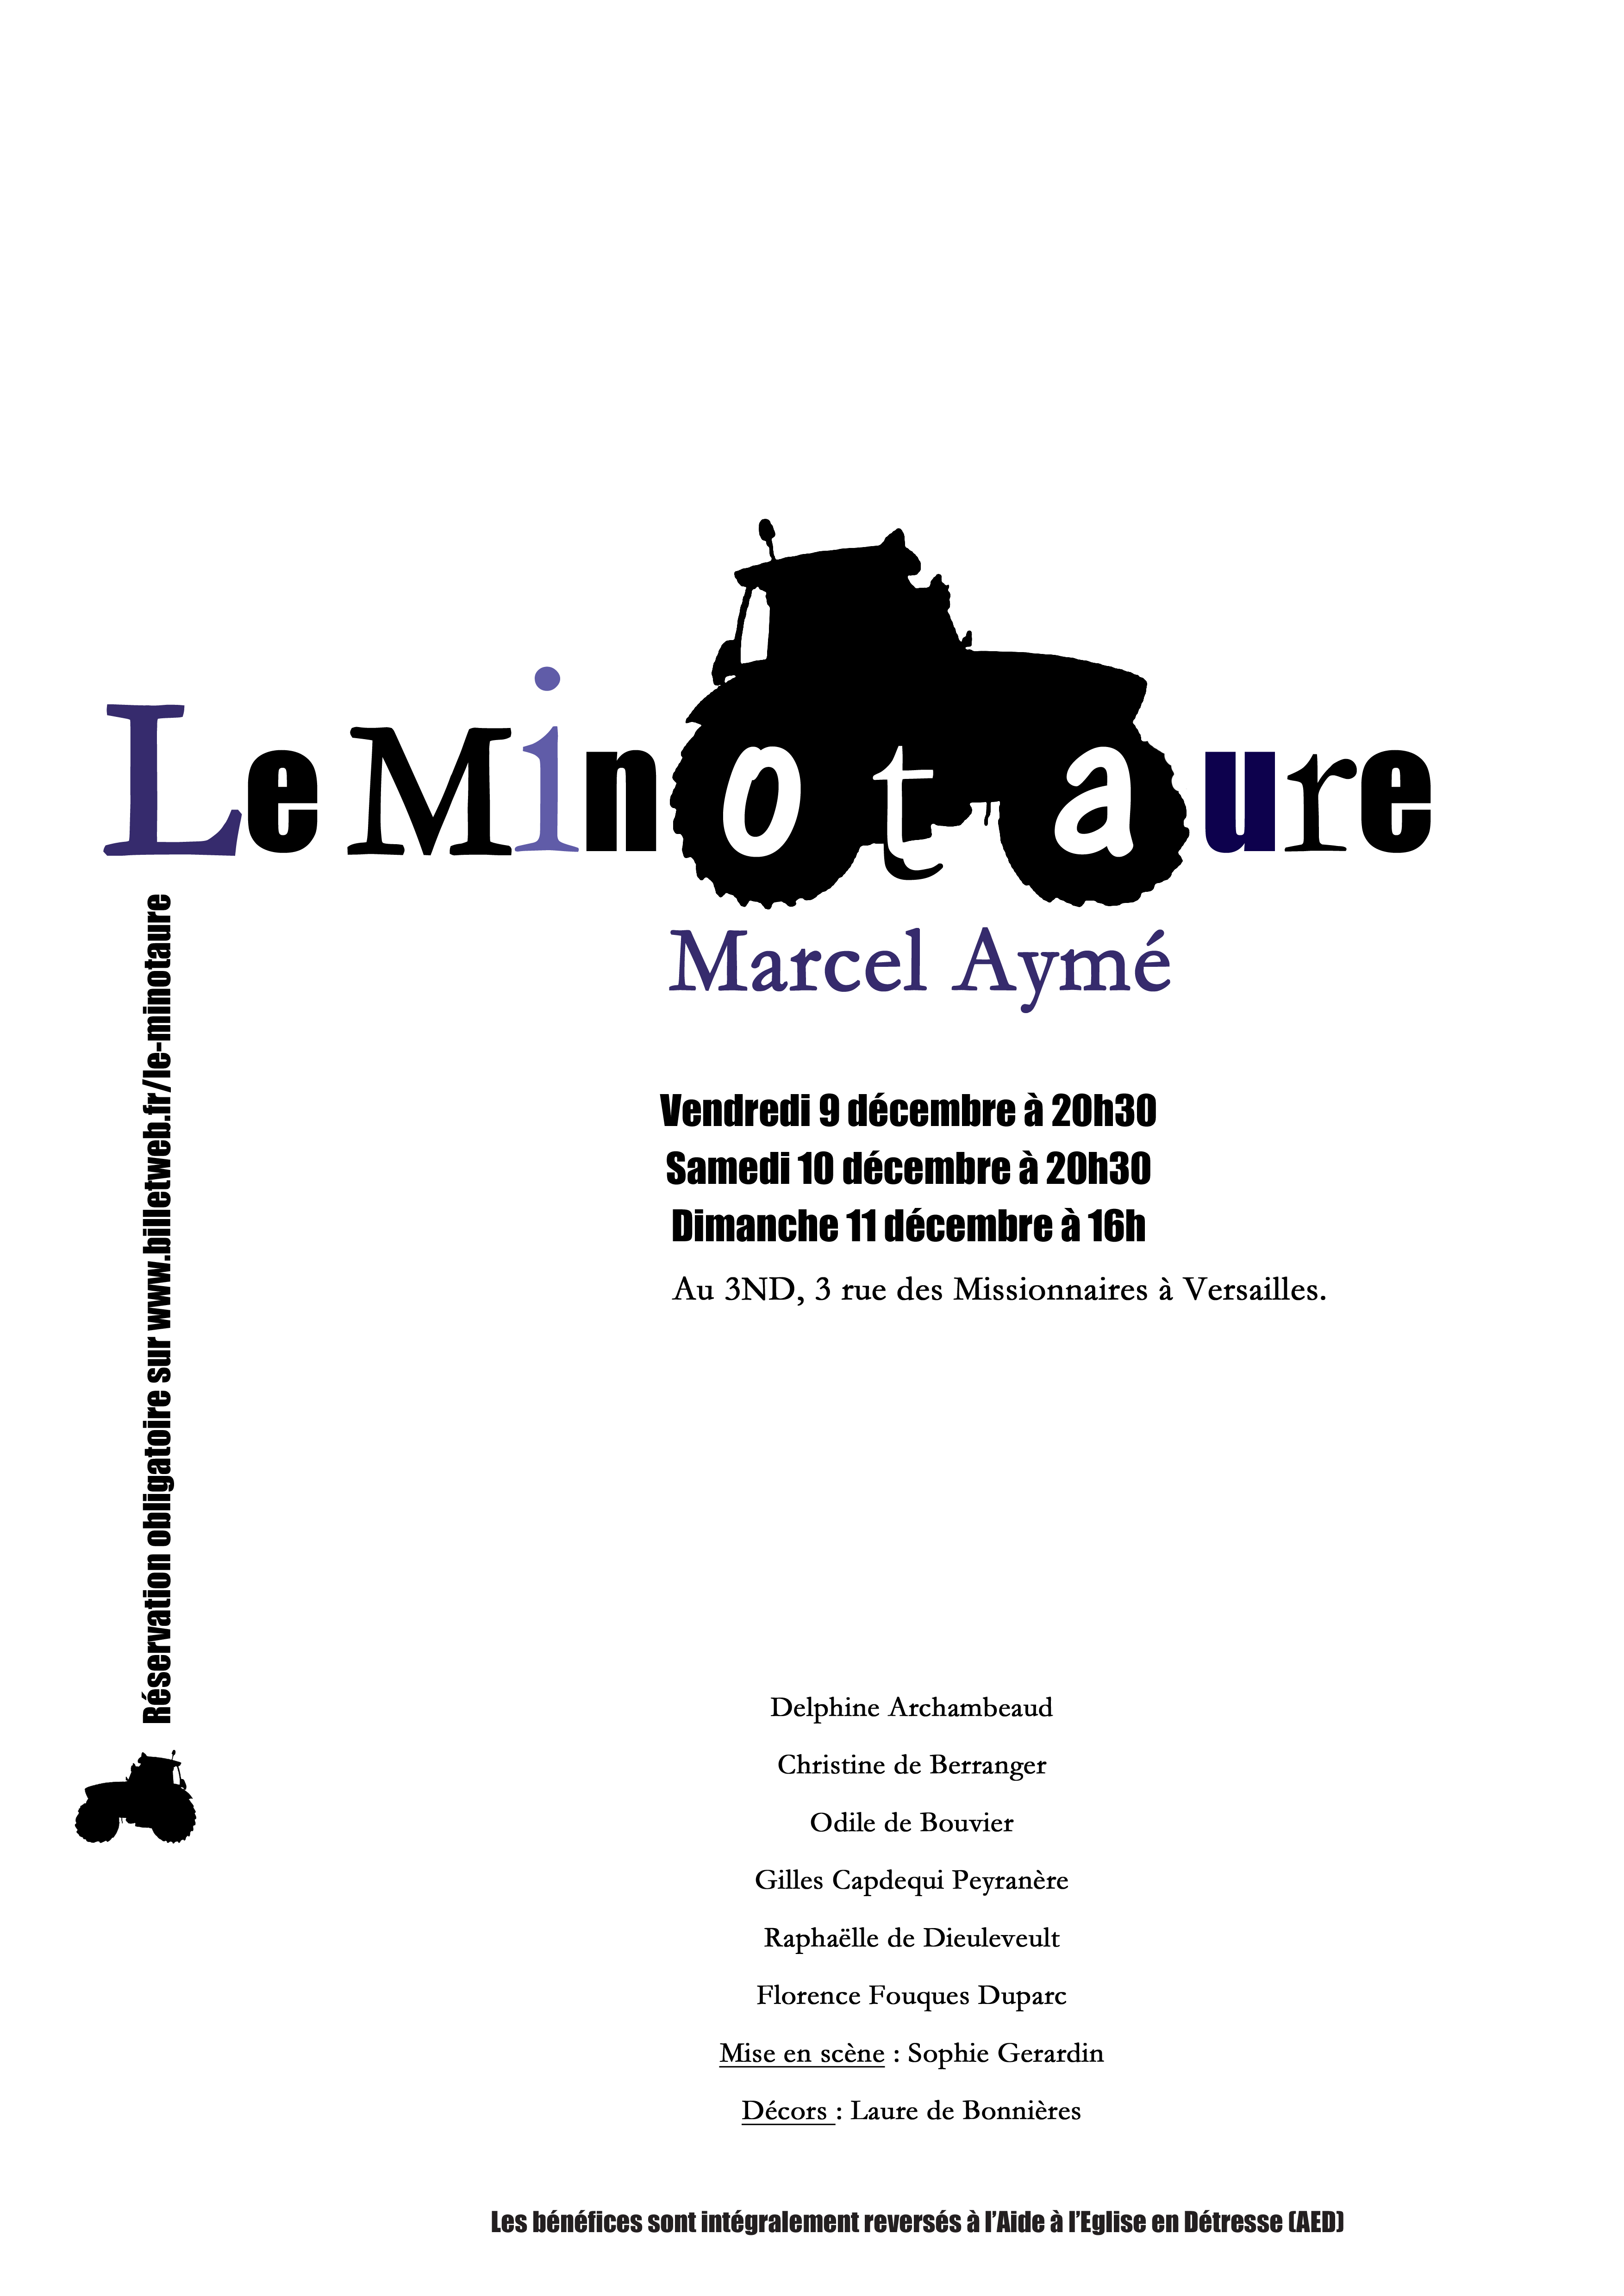 Le Minotaure
Marcel Aymé
Vendredi 9 décembre à 20h30
Samedi 10 décembre à 20h30
Dimanche 11 décembre à 16h
Au 3ND, 3 rue des Missionnaires à Versailles.
Réservation obligatoire sur www.billetweb.fr/le-minotaure
Delphine Archambeaud
Christine de Berranger
Odile de Bouvier
Gilles Capdequi Peyranère
Raphaëlle de Dieuleveult
Florence Fouques Duparc
Mise en scène : Sophie Gerardin
Décors : Laure de Bonnières
Les bénéfices sont intégralement reversés à l'Aide à l'Eglise en Détresse (AED)